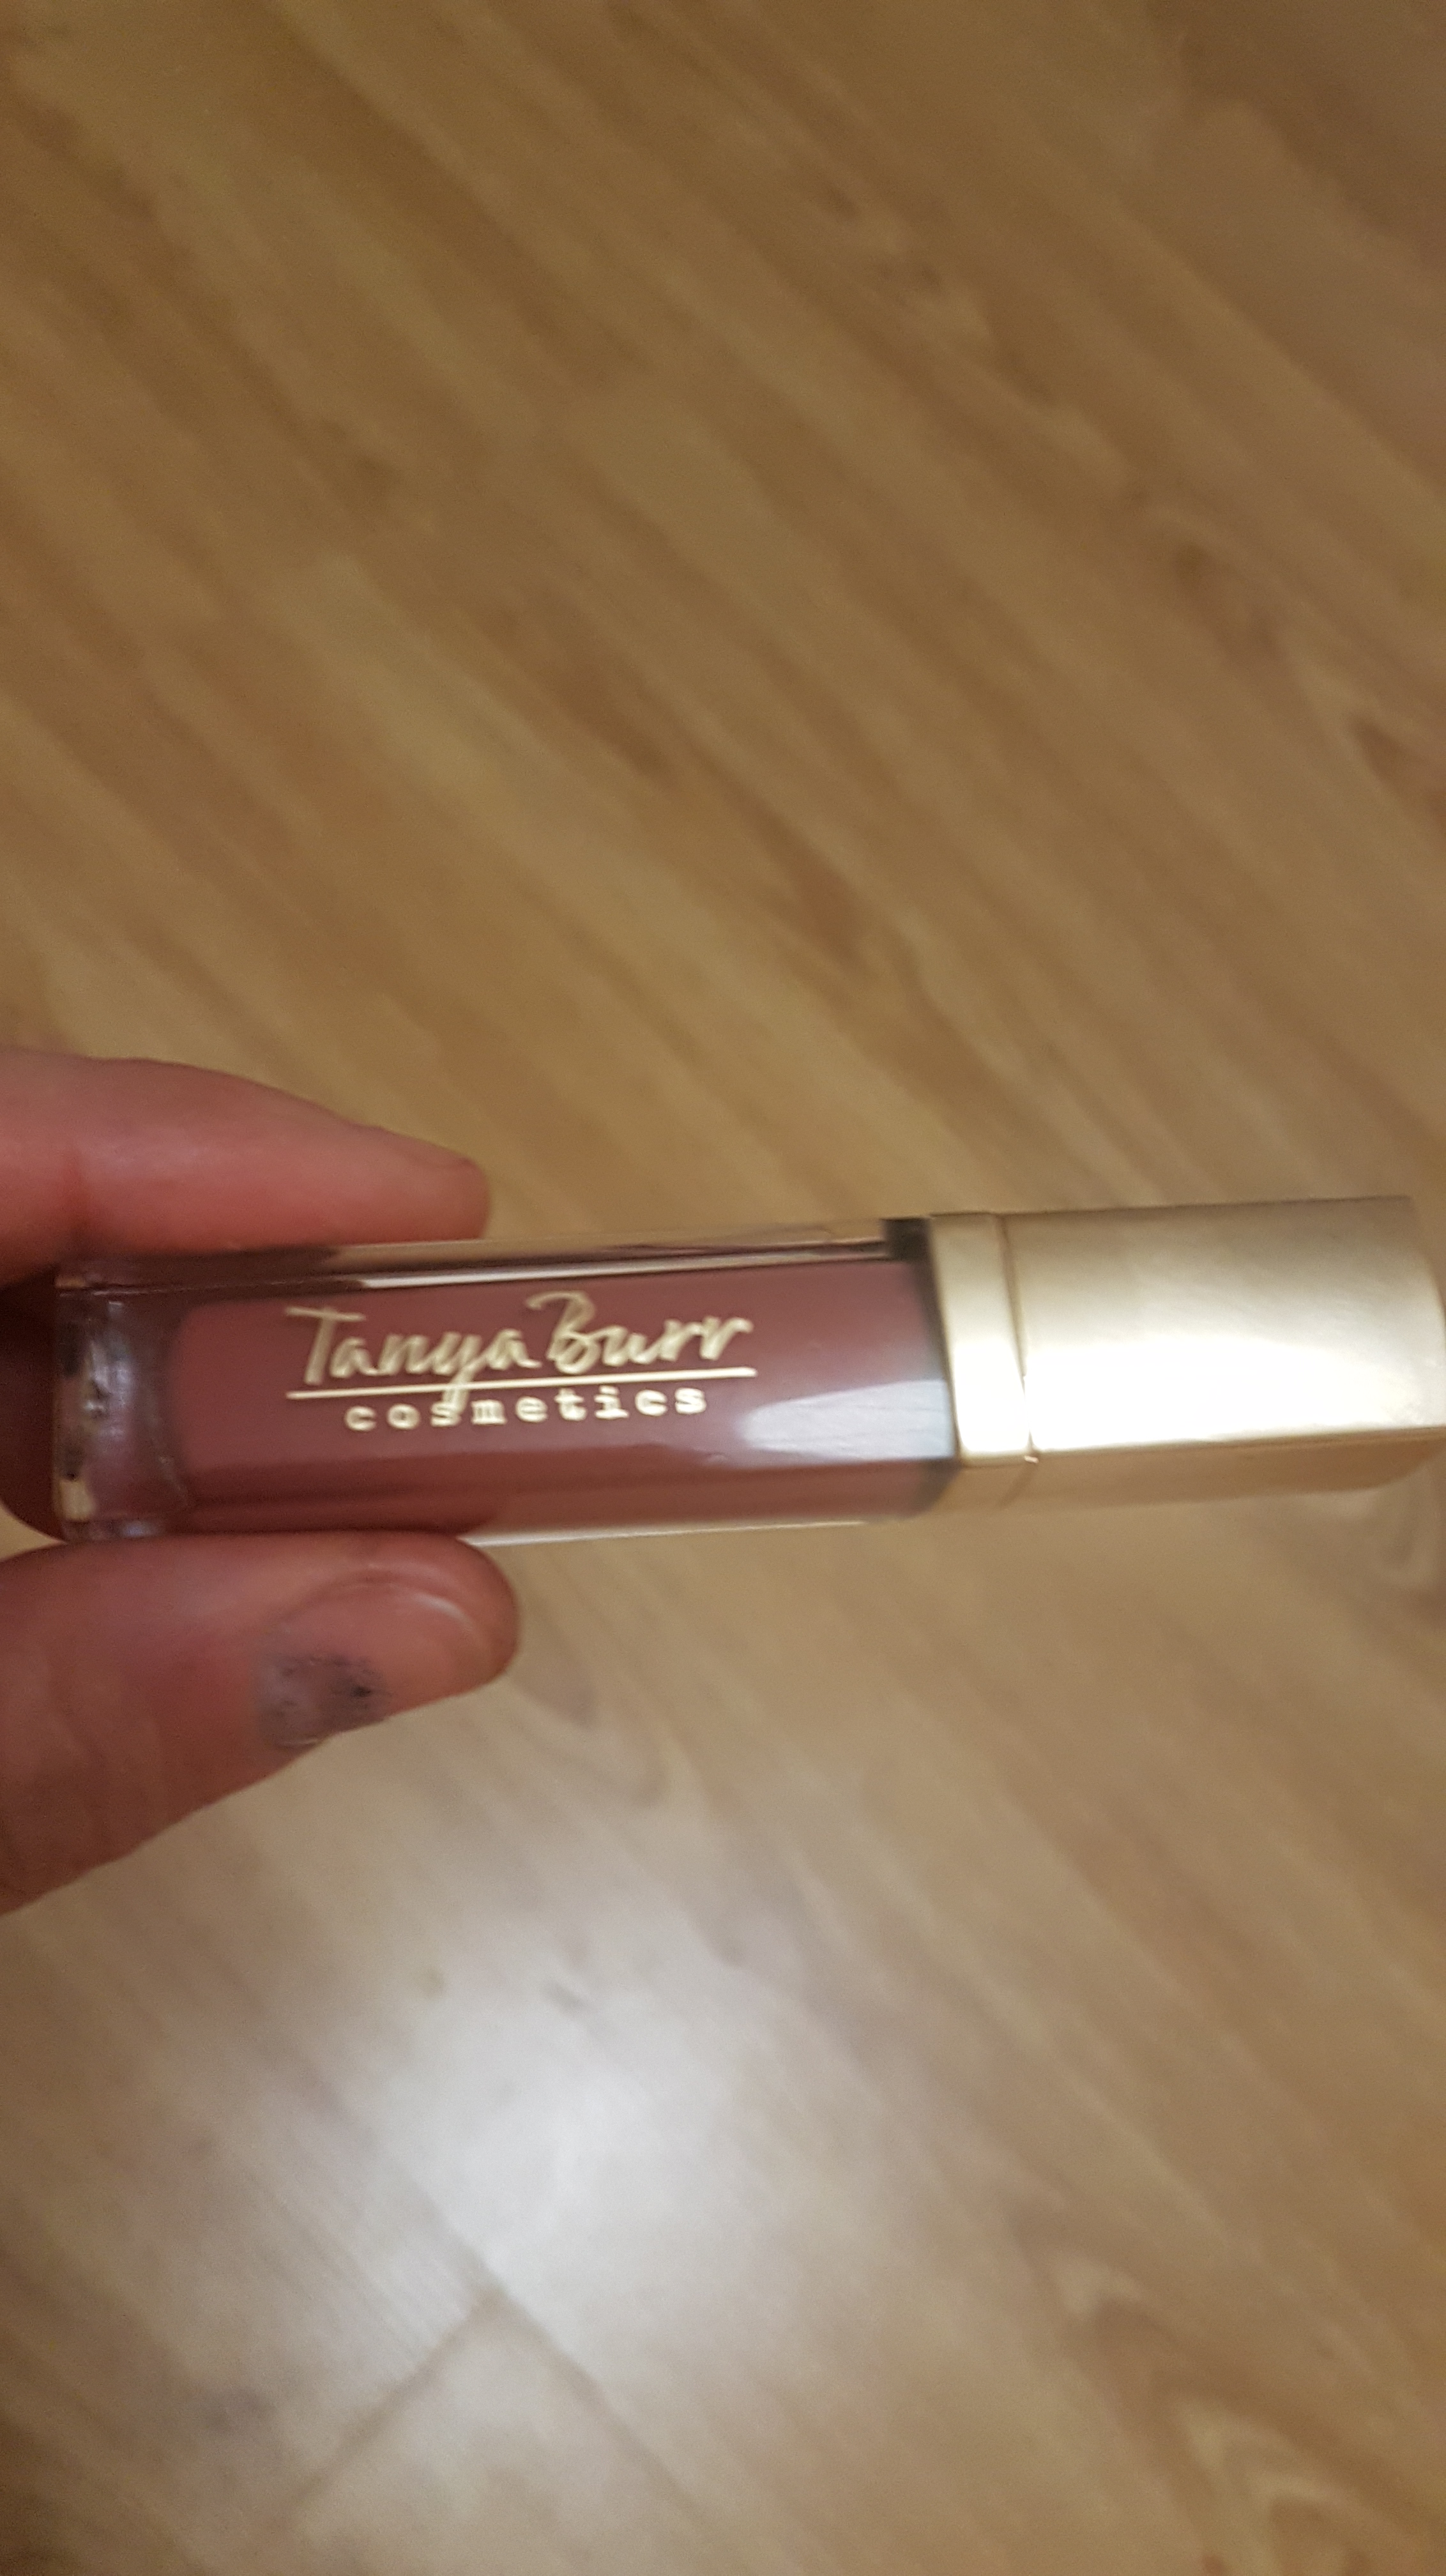 Tanya Burr
cosmetics